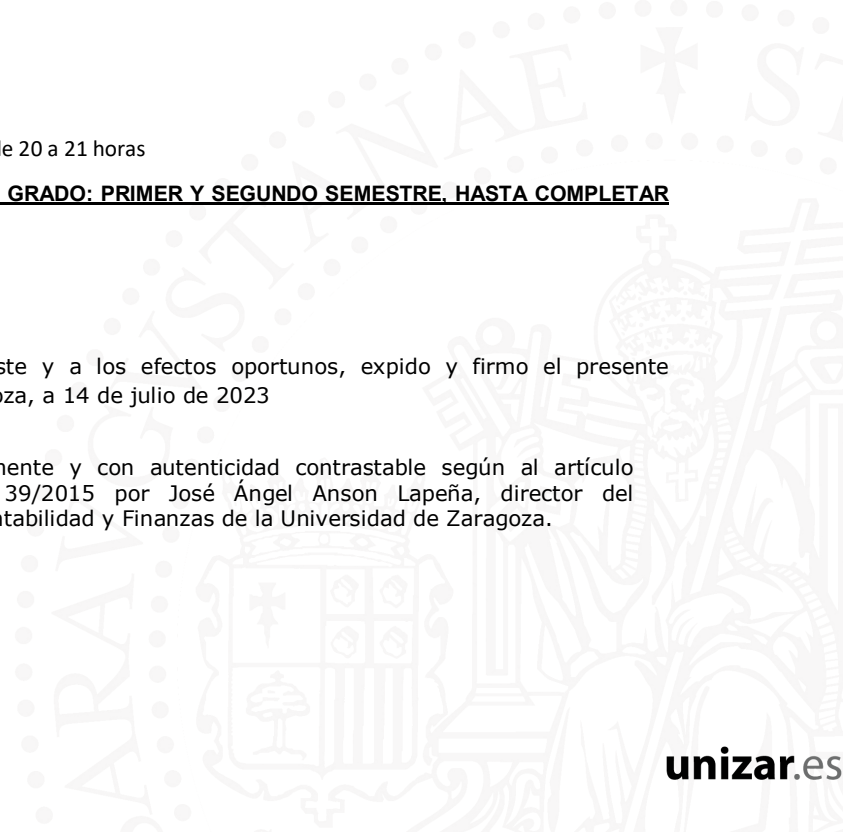 de 20 a 21 horas
GRADO: PRIMER Y SEGUNDO SEMESTRE, HASTA COMPLETAR
ste y a los efectos oportunos, expido y firmo el presente
oza, a 14 de julio de 2023
mente y con autenticidad contrastable según al artículo
39/2015 por José Ángel Anson Lapeña, director del
ntabilidad y Finanzas de la Universidad de Zaragoza.
unizar.es